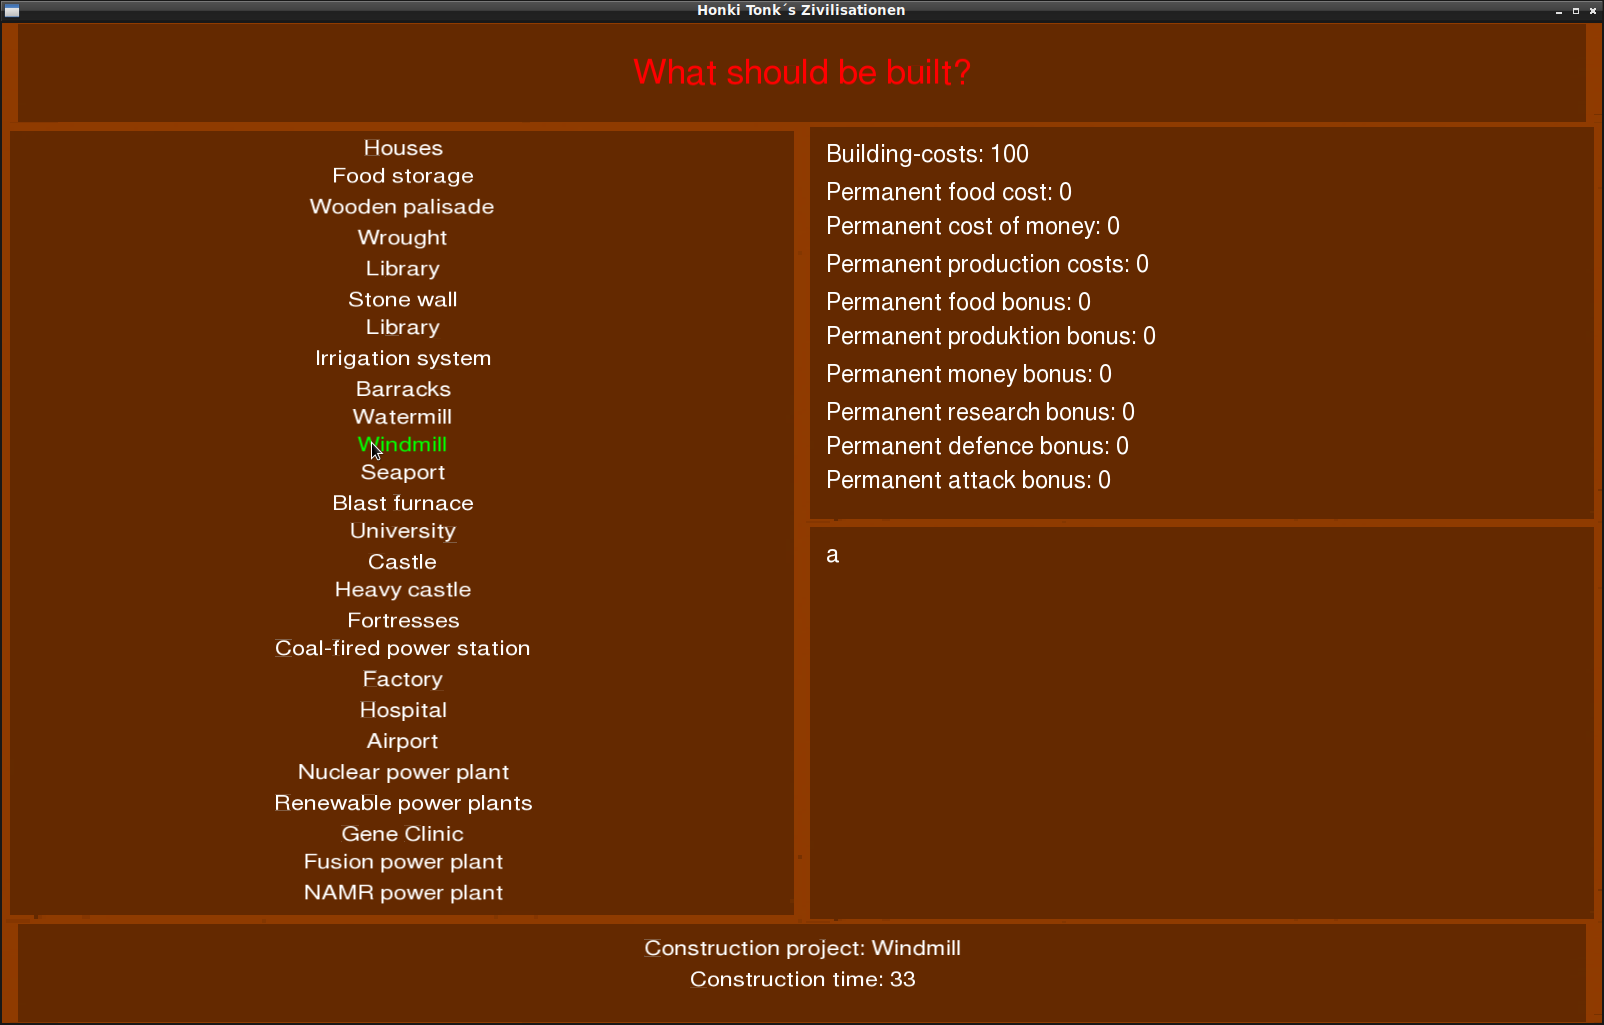 Honki Tonk´s Zivilisationen
What should be built?
Houses
Food storage
Wooden palisade
Wrought
Library
Stone wall
Library
Irrigation system
Barracks
Watermill
Windmill
Seaport
Blast furnace
University
Castle
Heavy castle
Fortresses
Coal-fired power station
Factory
Hospital
Airport
Nuclear power plant
Renewable power plants
Gene Clinic
Fusion power plant
NAMR power plant
Building-costs: 100
Permanent food cost: 0
Permanent cost of money: 0
Permanent production costs: 0
Permanent food bonus: 0
Permanent produktion bonus: 0
Permanent money bonus: 0
Permanent research bonus: 0
Permanent defence bonus: 0
Permanent attack bonus: 0
a
Construction project: Windmill
Construction time: 33